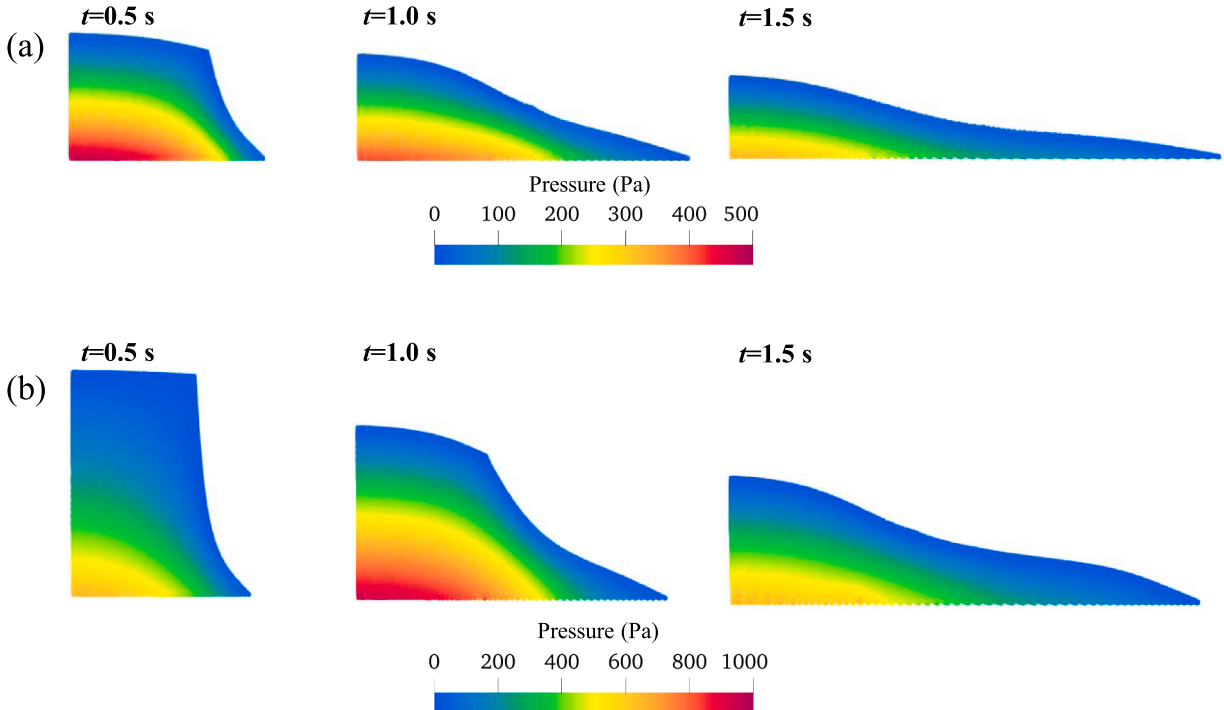 t=0.5 s t=1.0 s t=1.5 s
(a)
Pressure (Pa)
0 100 200 300 400 500
t=0.5 s t=1.0 s t=1.5 s
(b)
Pressure (Pa)
0 200 400 600 800 1000